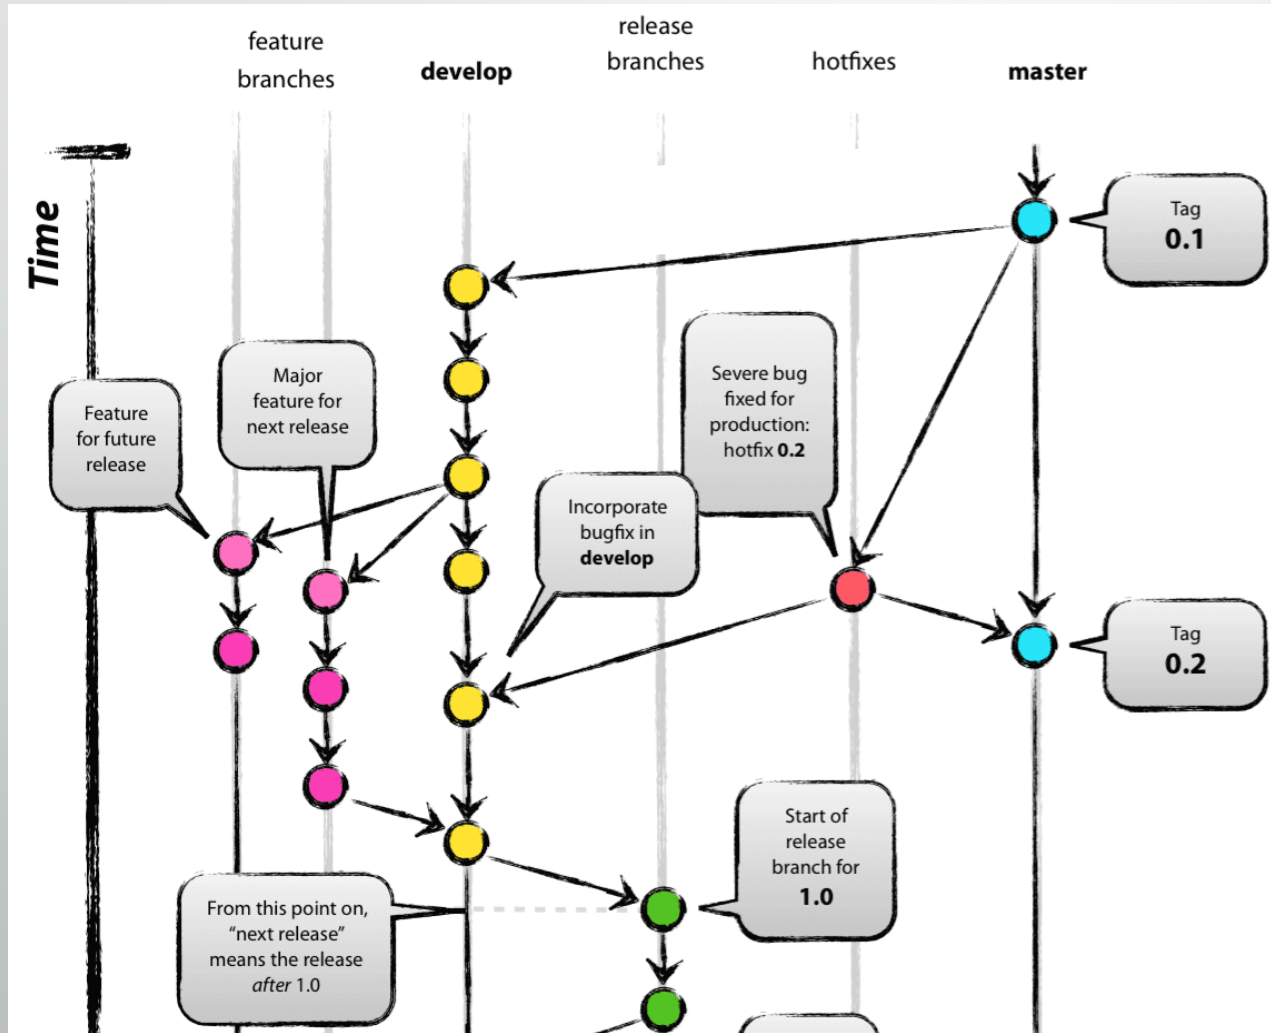 feature
branches
develop
release
branches
hotfixes
master
Time
Tag
0.1
Major
feature for
next release
Feature
for future
release
Severe bug
fixed for
production:
hotfix 0.2
Incorporate
bugfix in
develop
Tag
0.2
Start of
release
branch for
1.0
From this point on,
“next release”
means the release
after 1.0